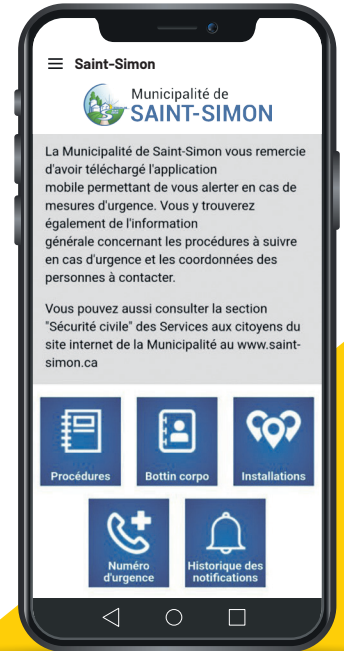 Saint-Simon
Municipalité de
SAINT-SIMON
La Municipalité de Saint-Simon vous remercie
d'avoir téléchargé l'application
mobile permettant de vous alerter en cas de
mesures d'urgence. Vous y trouverez
également de l'information
générale concernant les procédures à suivre
en cas d'urgence et les coordonnées des
personnes à contacter.
Vous pouvez aussi consulter la section
"Sécurité civile" des Services aux citoyens du
site internet de la Municipalité au www.saint-
simon.ca
Procédures
Bottin corpo
Installations
Numéro
d'urgence
Historique des
notifications